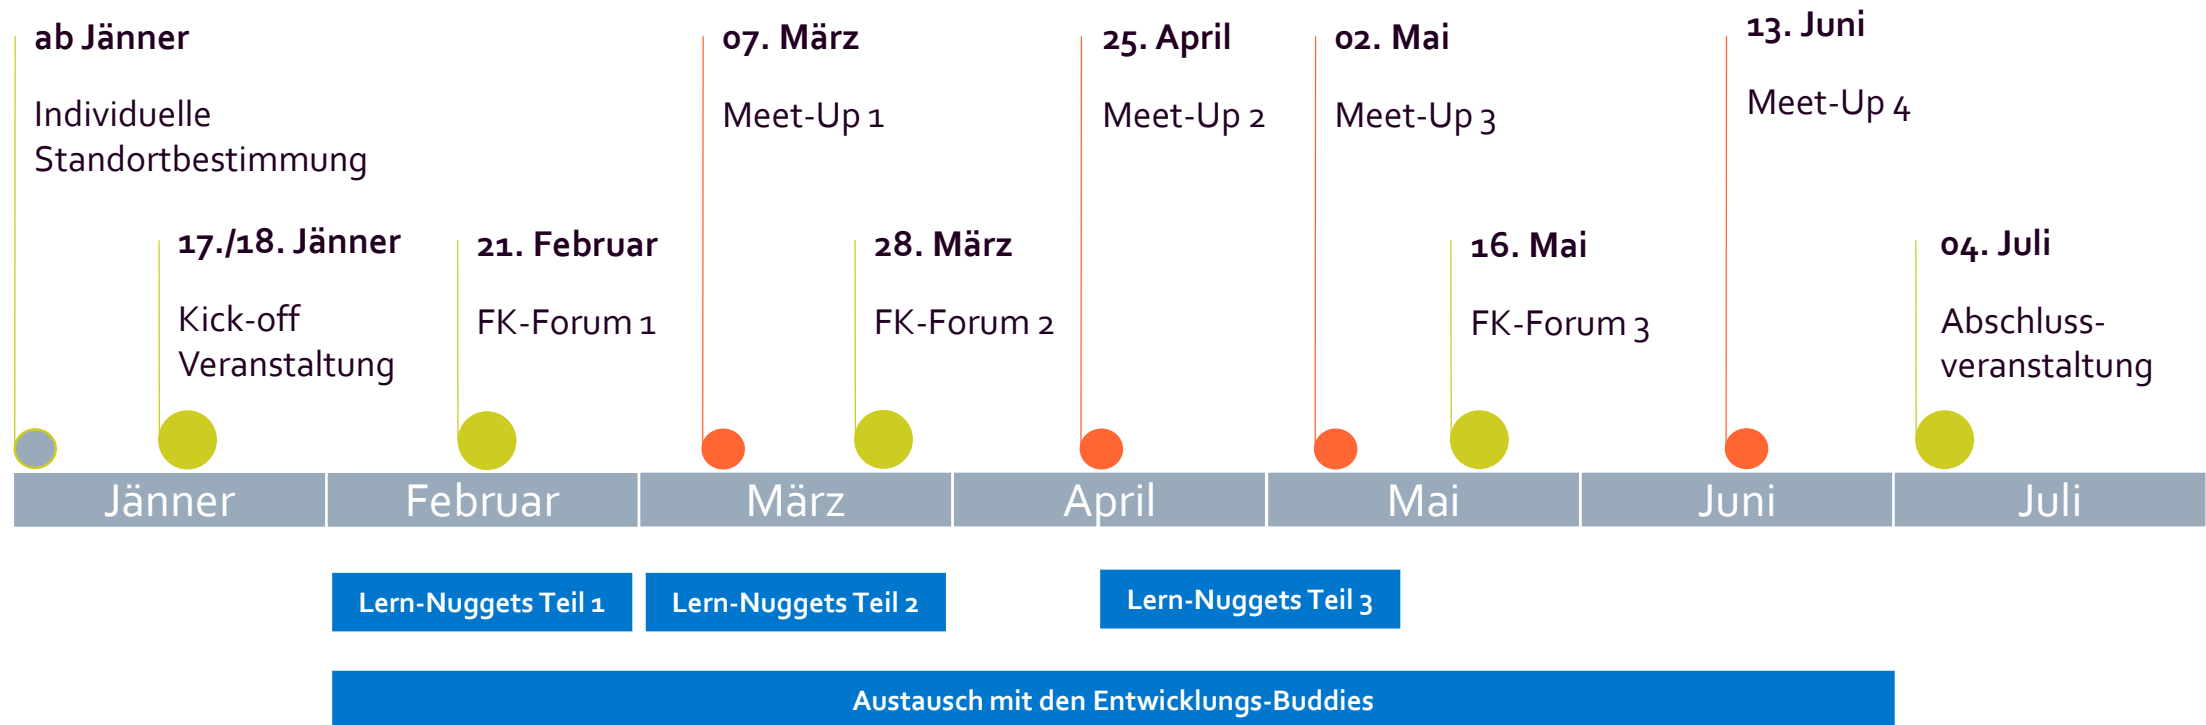 ab Jänner
Individuelle
Standortbestimmung
07. März
Meet-Up 1
25. April
Meet-Up 2
02. Mai
Meet-Up 3
13. Juni
Meet-Up 4
17./18. Jänner
Kick-off
Veranstaltung
21. Februar
FK-Forum 1
28. März
FK-Forum 2
16. Mai
FK-Forum 3
04. Juli
Abschluss-
veranstaltung
Jänner
Februar
März
April
Mai
Juni
Juli
Lern-Nuggets Teil 1
Lern-Nuggets Teil 2
Lern-Nuggets Teil 3
Austausch mit den Entwicklungs-Buddies